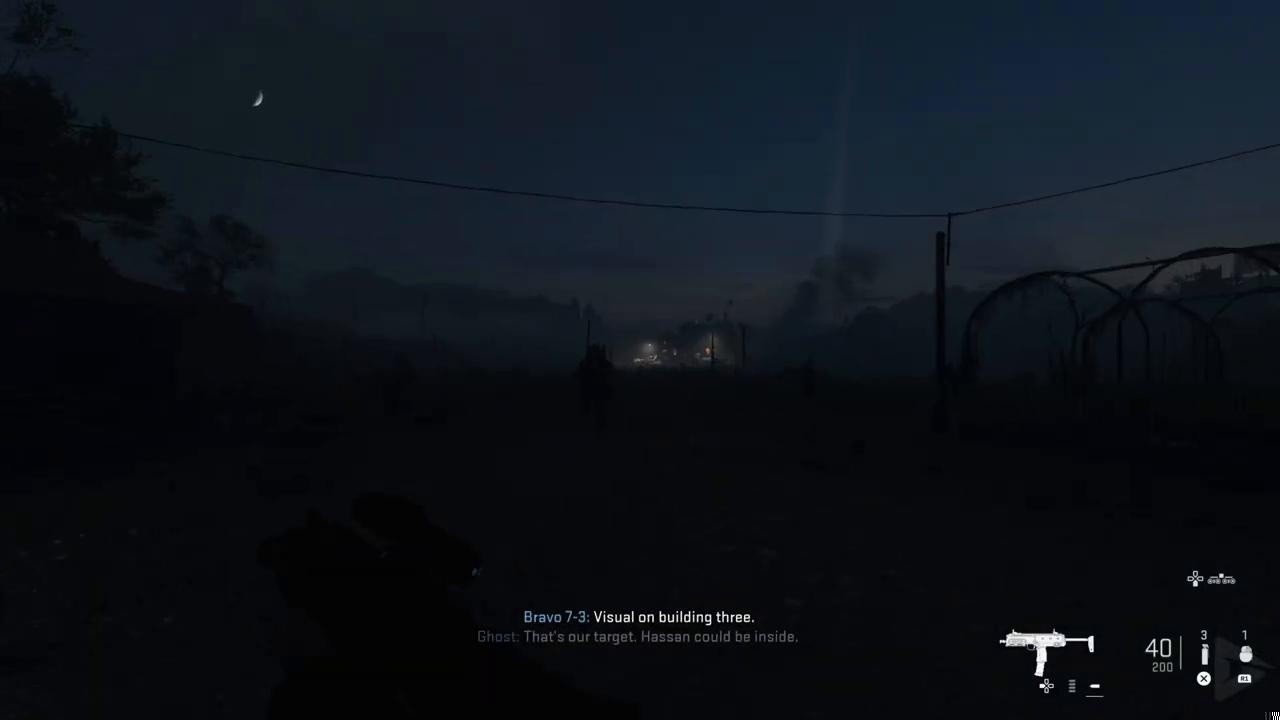 Bravo 7-3: Visual on building three.
Ghost: That's our target. Hassan could be inside.
40
200
3
1
R1